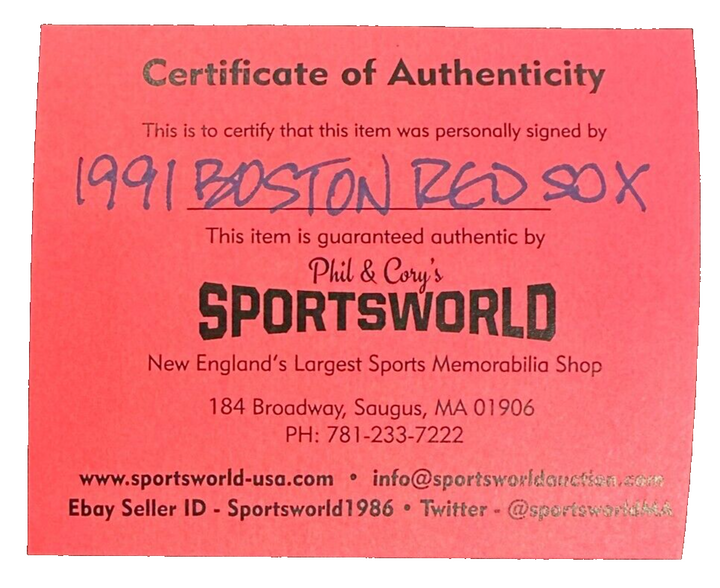 Certificate of Authenticity
This is to certify that this item was personally signed by
1991 BOSTON RED SOX
This item is guaranteed authentic by
Phil & Cory's
SPORTSWORLD
New England's Largest Sports Memorabilia Shop
184 Broadway, Saugus, MA 01906
PH: 781-233-7222
www.sportsworld-usa.com • info@sportsworldauction.com
Ebay Seller ID - Sportsworld1986 • Twitter -